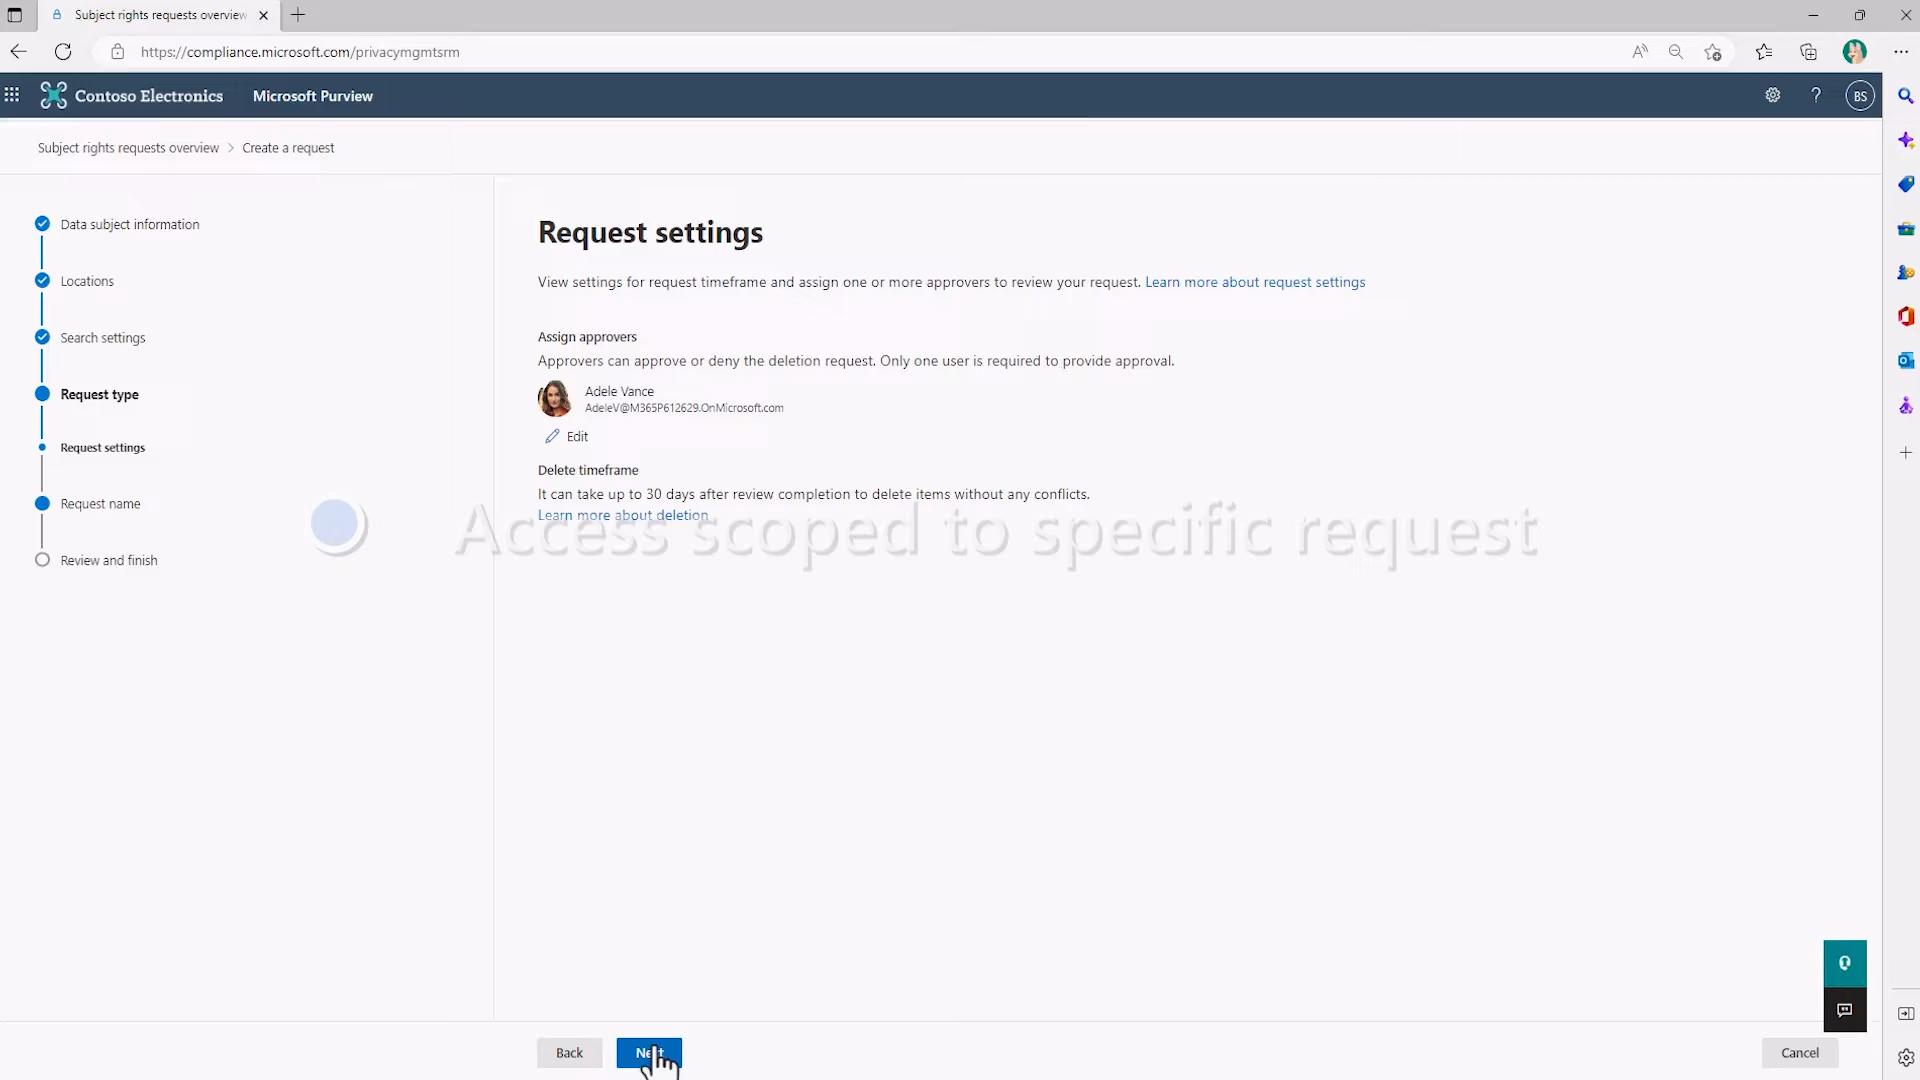 Subject rights requests overview
https://compliance.microsoft.com/privacymgmtsrm
Contoso Electronics
Microsoft Purview
BS
Subject rights requests overview > Create a request
Data subject information
Locations
Search settings
Request type
Request settings
Request name
Review and finish
Request settings
View settings for request timeframe and assign one or more approvers to review your request. Learn more about request settings
Assign approvers
Approvers can approve or deny the deletion request. Only one user is required to provide approval.
Adele Vance
AdeleV@M365P612629.OnMicrosoft.com
Edit
Delete timeframe
It can take up to 30 days after review completion to delete items without any conflicts.
Learn more about deletion
Access scoped to specific request
Back
Next
Cancel